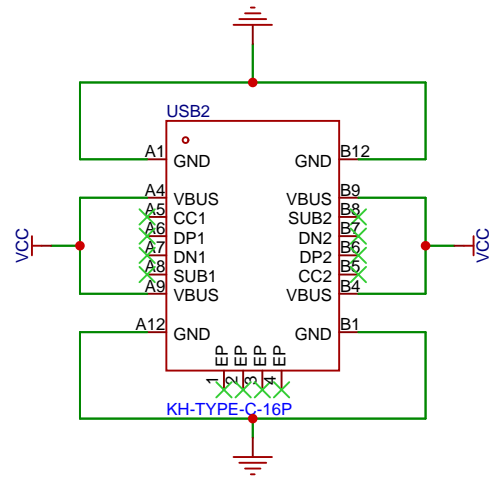 USB2
A1 GND GND B12
A4 VBUS VBUS B9
A5 CC1 SUB2 B8
A6 DP1 DN2 B7
A7 DN1 DP2 B6
A8 SUB1 CC2 B5
A9 VBUS VBUS B4
VCC
VCC
A12 GND GND B1
EP EP EP EP
1 2 3 4
KH-TYPE-C-16P